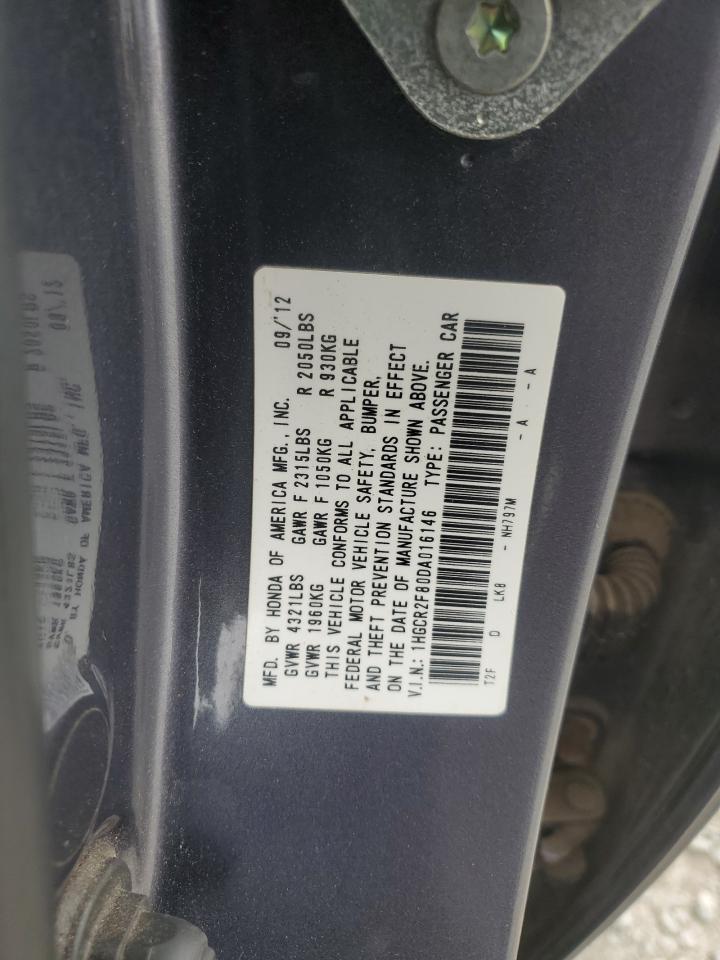 MFD. BY HONDA OF AMERICA MFG., INC. 09/'12
GVWR 4321LBS GAWR F 2315LBS R 2050LBS
GVWR 1960KG GAWR F 1050KG R 930KG
THIS VEHICLE CONFORMS TO ALL APPLICABLE
FEDERAL MOTOR VEHICLE SAFETY, BUMPER,
AND THEFT PREVENTION STANDARDS IN EFFECT
ON THE DATE OF MANUFACTURE SHOWN ABOVE.
V.I.N.: 1HGCR2F800A016146 TYPE: PASSENGER CAR
T2F D LK8 - NH797M - A - A